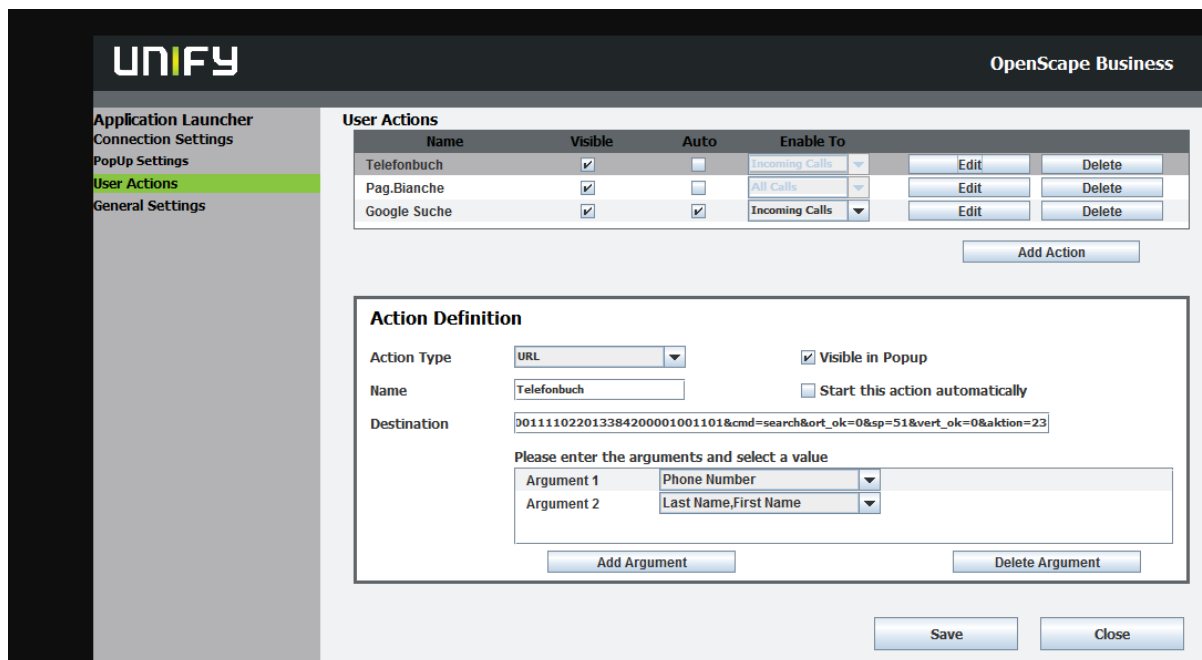 UNIFY
OpenScape Business
Application Launcher
Connection Settings
PopUp Settings
User Actions
General Settings
User Actions
Name Visible Auto Enable To
Telefonbuch Incoming Calls Edit Delete
Pag.Bianche All Calls Edit Delete
Google Suche Incoming Calls Edit Delete
Add Action
Action Definition
Action Type URL Visible in Popup
Name Telefonbuch Start this action automatically
Destination 001111022013384200001001101&cmd=search&ort_ok=0&sp=51&vert_ok=0&aktion=23
Please enter the arguments and select a value
Argument 1 Phone Number
Argument 2 Last Name,First Name
Add Argument Delete Argument
Save Close